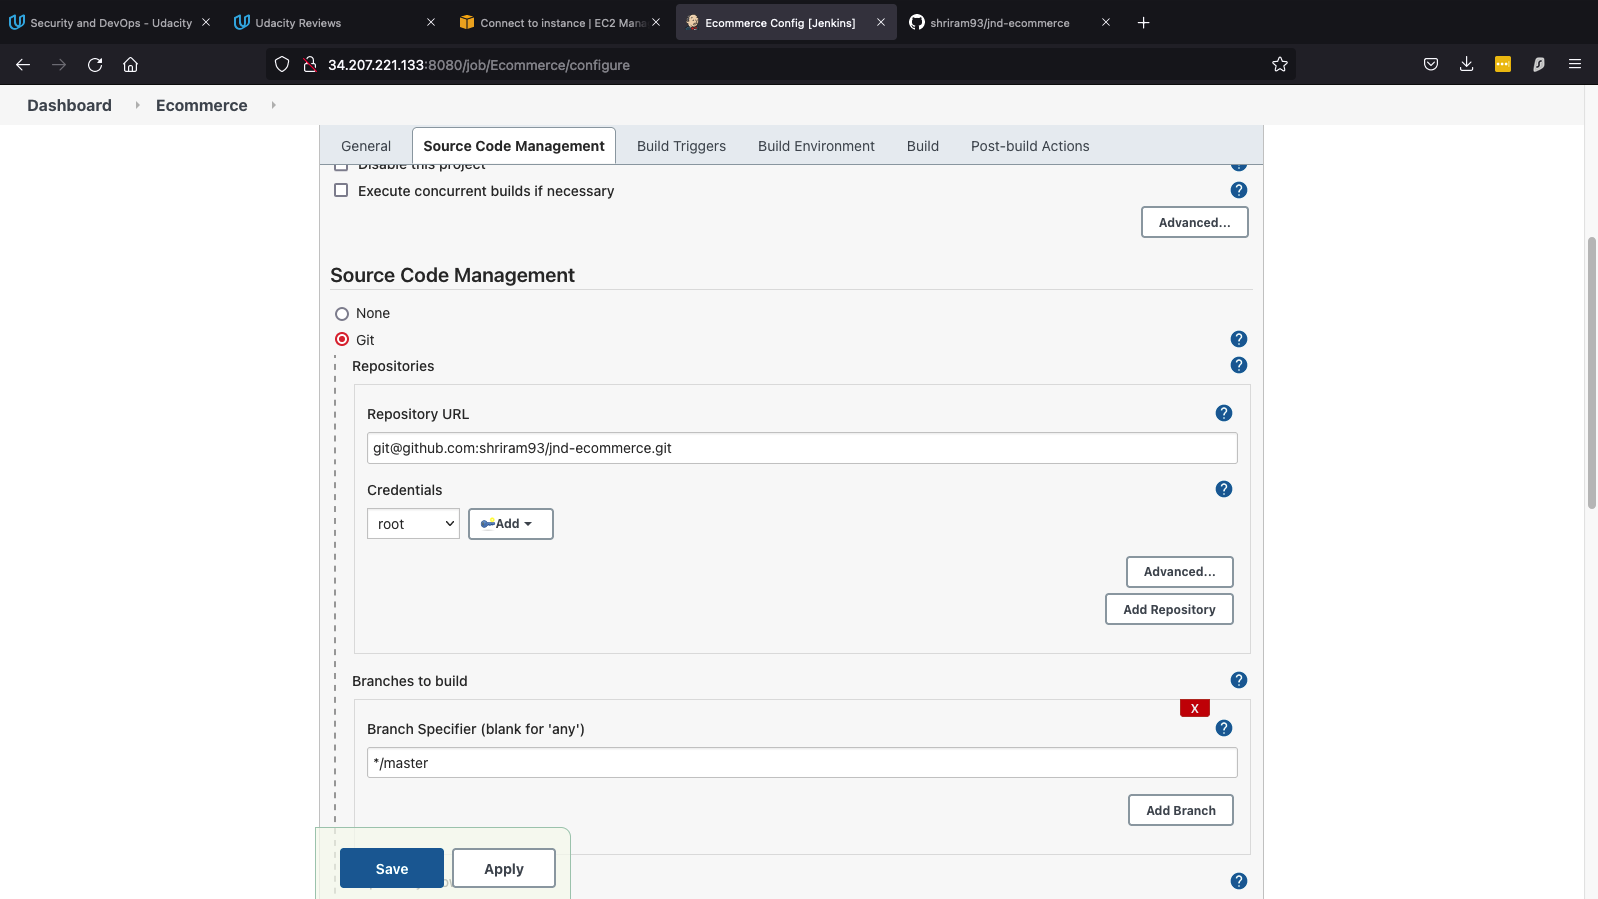 Security and DevOps - Udacity
Udacity Reviews
Connect to instance | EC2 Mana
Ecommerce Config [Jenkins]
shriram93/jnd-ecommerce
34.207.221.133:8080/job/Ecommerce/configure
Dashboard
Ecommerce
General
Source Code Management
Build Triggers
Build Environment
Build
Post-build Actions
Disable this project
Execute concurrent builds if necessary
Advanced...
Source Code Management
None
Git
Repositories
Repository URL
git@github.com:shriram93/jnd-ecommerce.git
Credentials
root
Add
Advanced...
Add Repository
Branches to build
X
Branch Specifier (blank for 'any')
*/master
Add Branch
Save
Apply